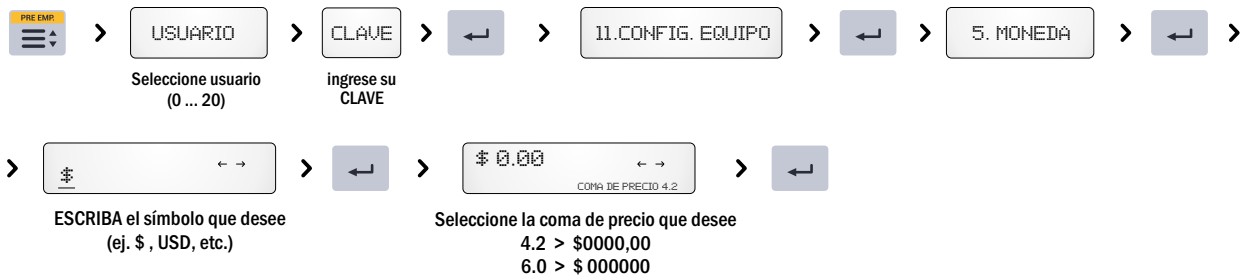 PRE EMP.
USUARIO
CLAVE
11.CONFIG. EQUIPO
5. MONEDA
Seleccione usuario
(0 ... 20)
ingrese su
CLAVE
$
← →
$ 0.00
← →
COMA DE PRECIO 4.2
ESCRIBA el símbolo que desee
(ej. $ , USD, etc.)
Seleccione la coma de precio que desee
4.2 > $0000,00
6.0 > $ 000000